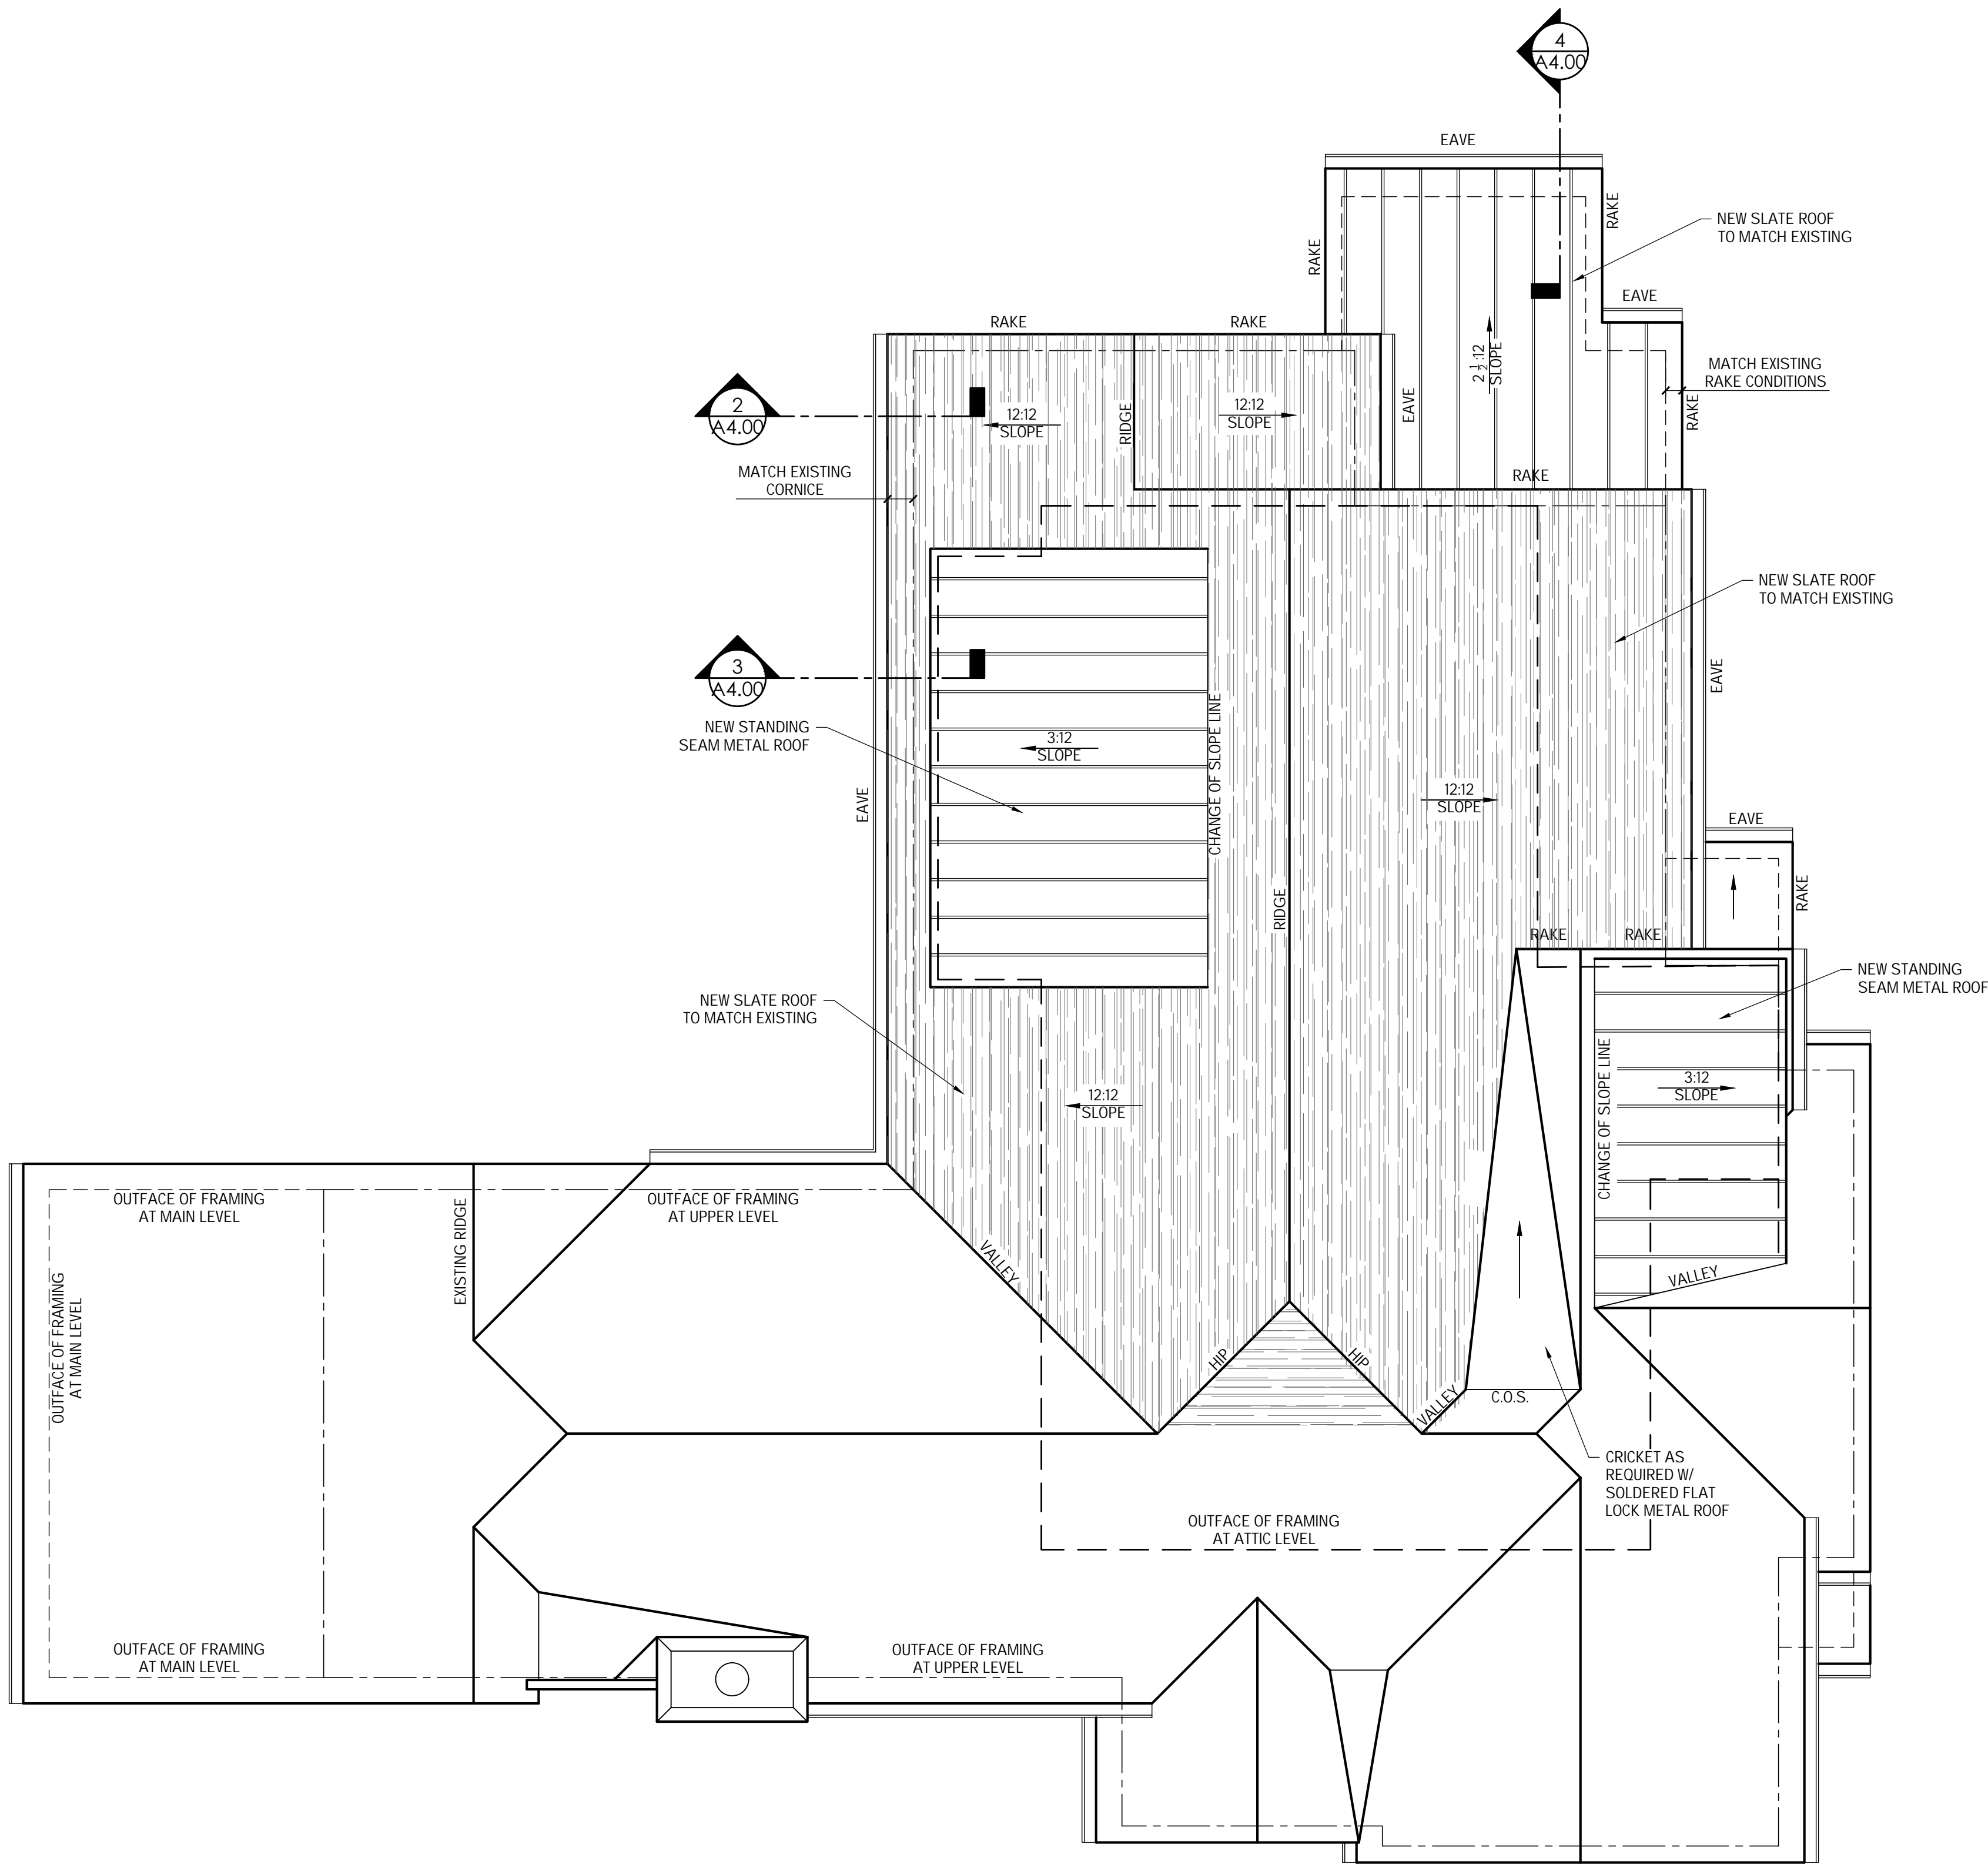 4
A4.00
EAVE
RAKE
RAKE
NEW SLATE ROOF
TO MATCH EXISTING
EAVE
RAKE
RAKE
2 1/2:12
SLOPE
MATCH EXISTING
RAKE CONDITIONS
RAKE
2
A4.00
12:12
SLOPE
RIDGE
12:12
SLOPE
EAVE
MATCH EXISTING
CORNICE
RAKE
NEW SLATE ROOF
TO MATCH EXISTING
3
A4.00
EAVE
NEW STANDING
SEAM METAL ROOF
3:12
SLOPE
CHANGE OF SLOPE LINE
12:12
SLOPE
EAVE
EAVE
RIDGE
RAKE
RAKE
RAKE
NEW STANDING
SEAM METAL ROOF
NEW SLATE ROOF
TO MATCH EXISTING
12:12
SLOPE
CHANGE OF SLOPE LINE
3:12
SLOPE
OUTFACE OF FRAMING
AT MAIN LEVEL
EXISTING RIDGE
OUTFACE OF FRAMING
AT UPPER LEVEL
OUTFACE OF FRAMING
AT MAIN LEVEL
VALLEY
VALLEY
HIP
HIP
VALLEY
C.O.S.
CRICKET AS
REQUIRED W/
SOLDERED FLAT
LOCK METAL ROOF
OUTFACE OF FRAMING
AT ATTIC LEVEL
OUTFACE OF FRAMING
AT MAIN LEVEL
OUTFACE OF FRAMING
AT UPPER LEVEL